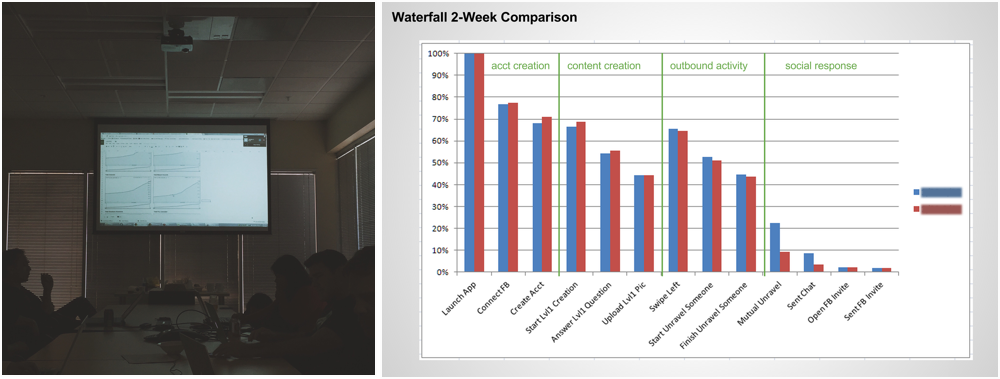 Waterfall 2-Week Comparison
100%
90%
80%
70%
60%
50%
40%
30%
20%
10%
0%
acct creation
content creation
outbound activity
social response
Launch App
Connect FB
Create Acct
Start Lvl1 Creation
Answer Lvl1 Question
Upload Lvl1 Pic
Swipe Left
Start Unravel Someone
Finish Unravel Someone
Mutual Unravel
Sent Chat
Open FB Invite
Sent FB Invite